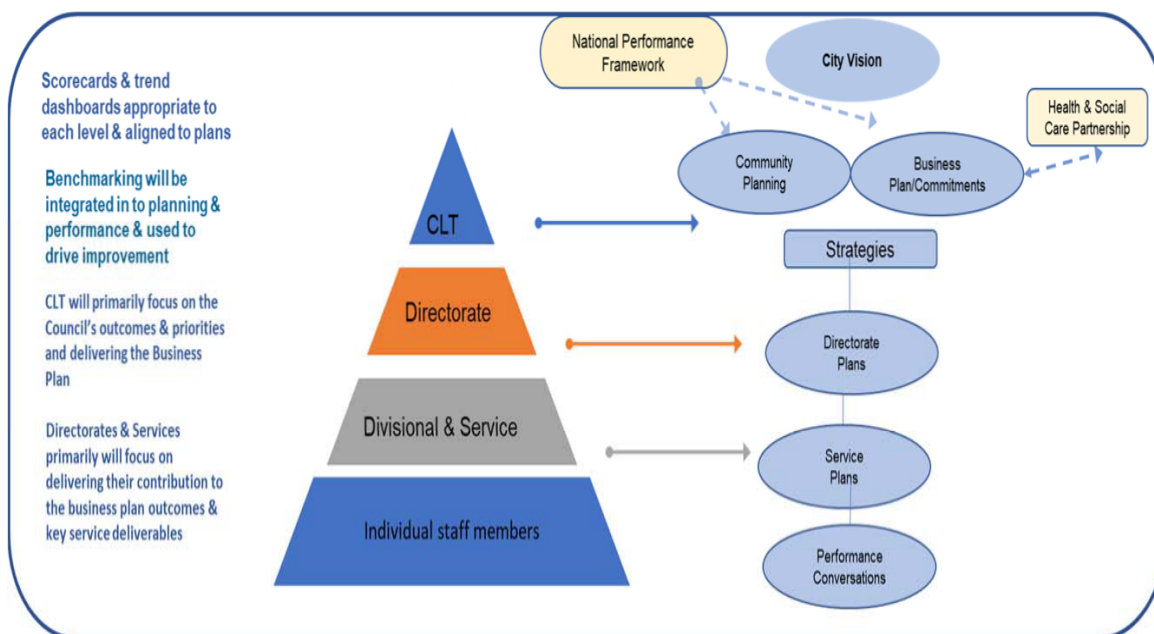 Scorecards & trend
dashboards appropriate to
each level & aligned to plans
Benchmarking will be
integrated in to planning &
performance & used to
drive improvement
CLT will primarily focus on the
Council's outcomes & priorities
and delivering the Business
Plan
Directorates & Services
primarily will focus on
delivering their contribution to
the business plan outcomes &
key service deliverables
CLT
Directorate
Divisional & Service
Individual staff members
National Performance
Framework
City Vision
Health & Social
Care Partnership
Community
Planning
Business
Plan/Commitments
Strategies
Directorate
Plans
Service
Plans
Performance
Conversations